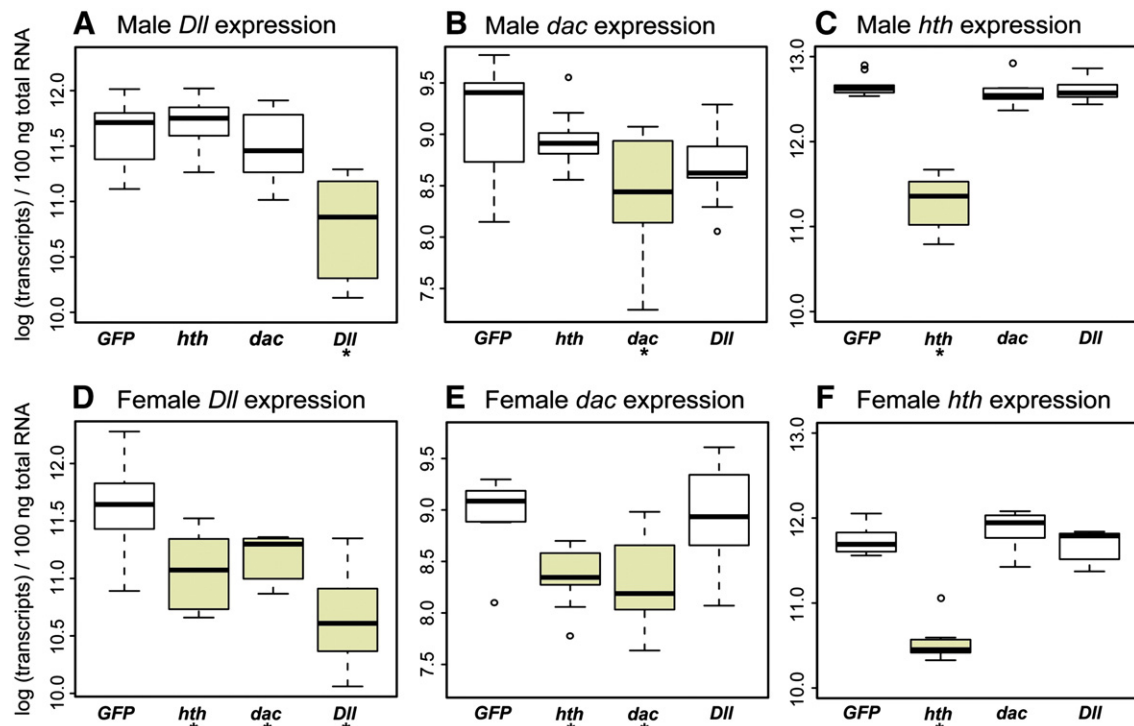 A Male Dll expression
B Male dac expression
C Male hth expression
log (transcripts) / 100 ng total RNA
12.0
11.5
11.0
10.5
10.0
GFP hth dac Dll
*
9.5
9.0
8.5
8.0
7.5
GFP hth dac Dll
*
13.0
12.0
11.0
10.0
GFP hth dac Dll
*
D Female Dll expression
E Female dac expression
F Female hth expression
log (transcripts) / 100 ng total RNA
12.0
11.5
11.0
10.5
10.0
GFP hth dac Dll
* * *
9.5
9.0
8.5
8.0
7.5
GFP hth dac Dll
* *
13.0
12.0
11.0
10.0
GFP hth dac Dll
*